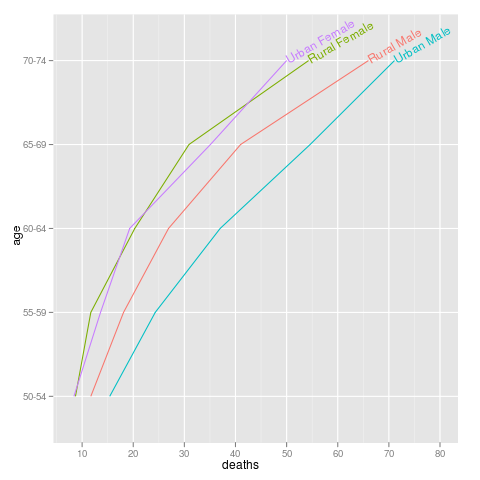 Urban Female
Rural Female
Rural Male
Urban Male
70-74
65-69
60-64
55-59
50-54
age
10 20 30 40 50 60 70 80
deaths